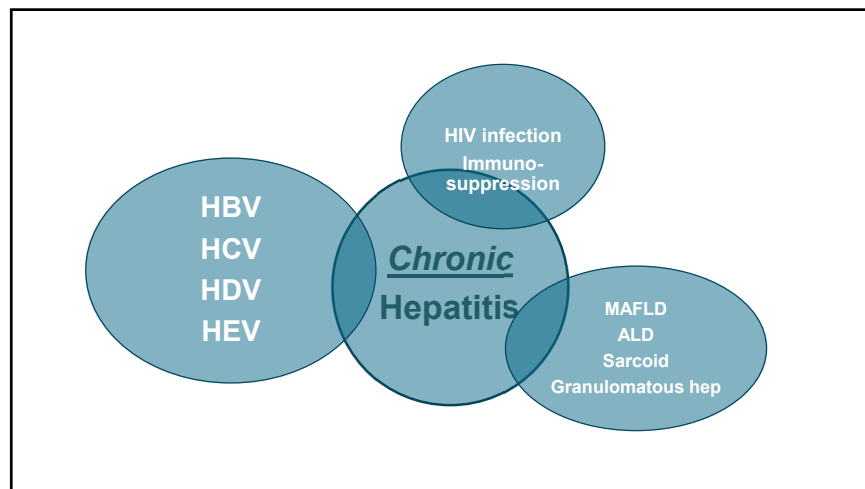 HIV infection
Immuno-
suppression
HBV
HCV
HDV
HEV
Chronic
Hepatitis
MAFLD
ALD
Sarcoid
Granulomatous hep